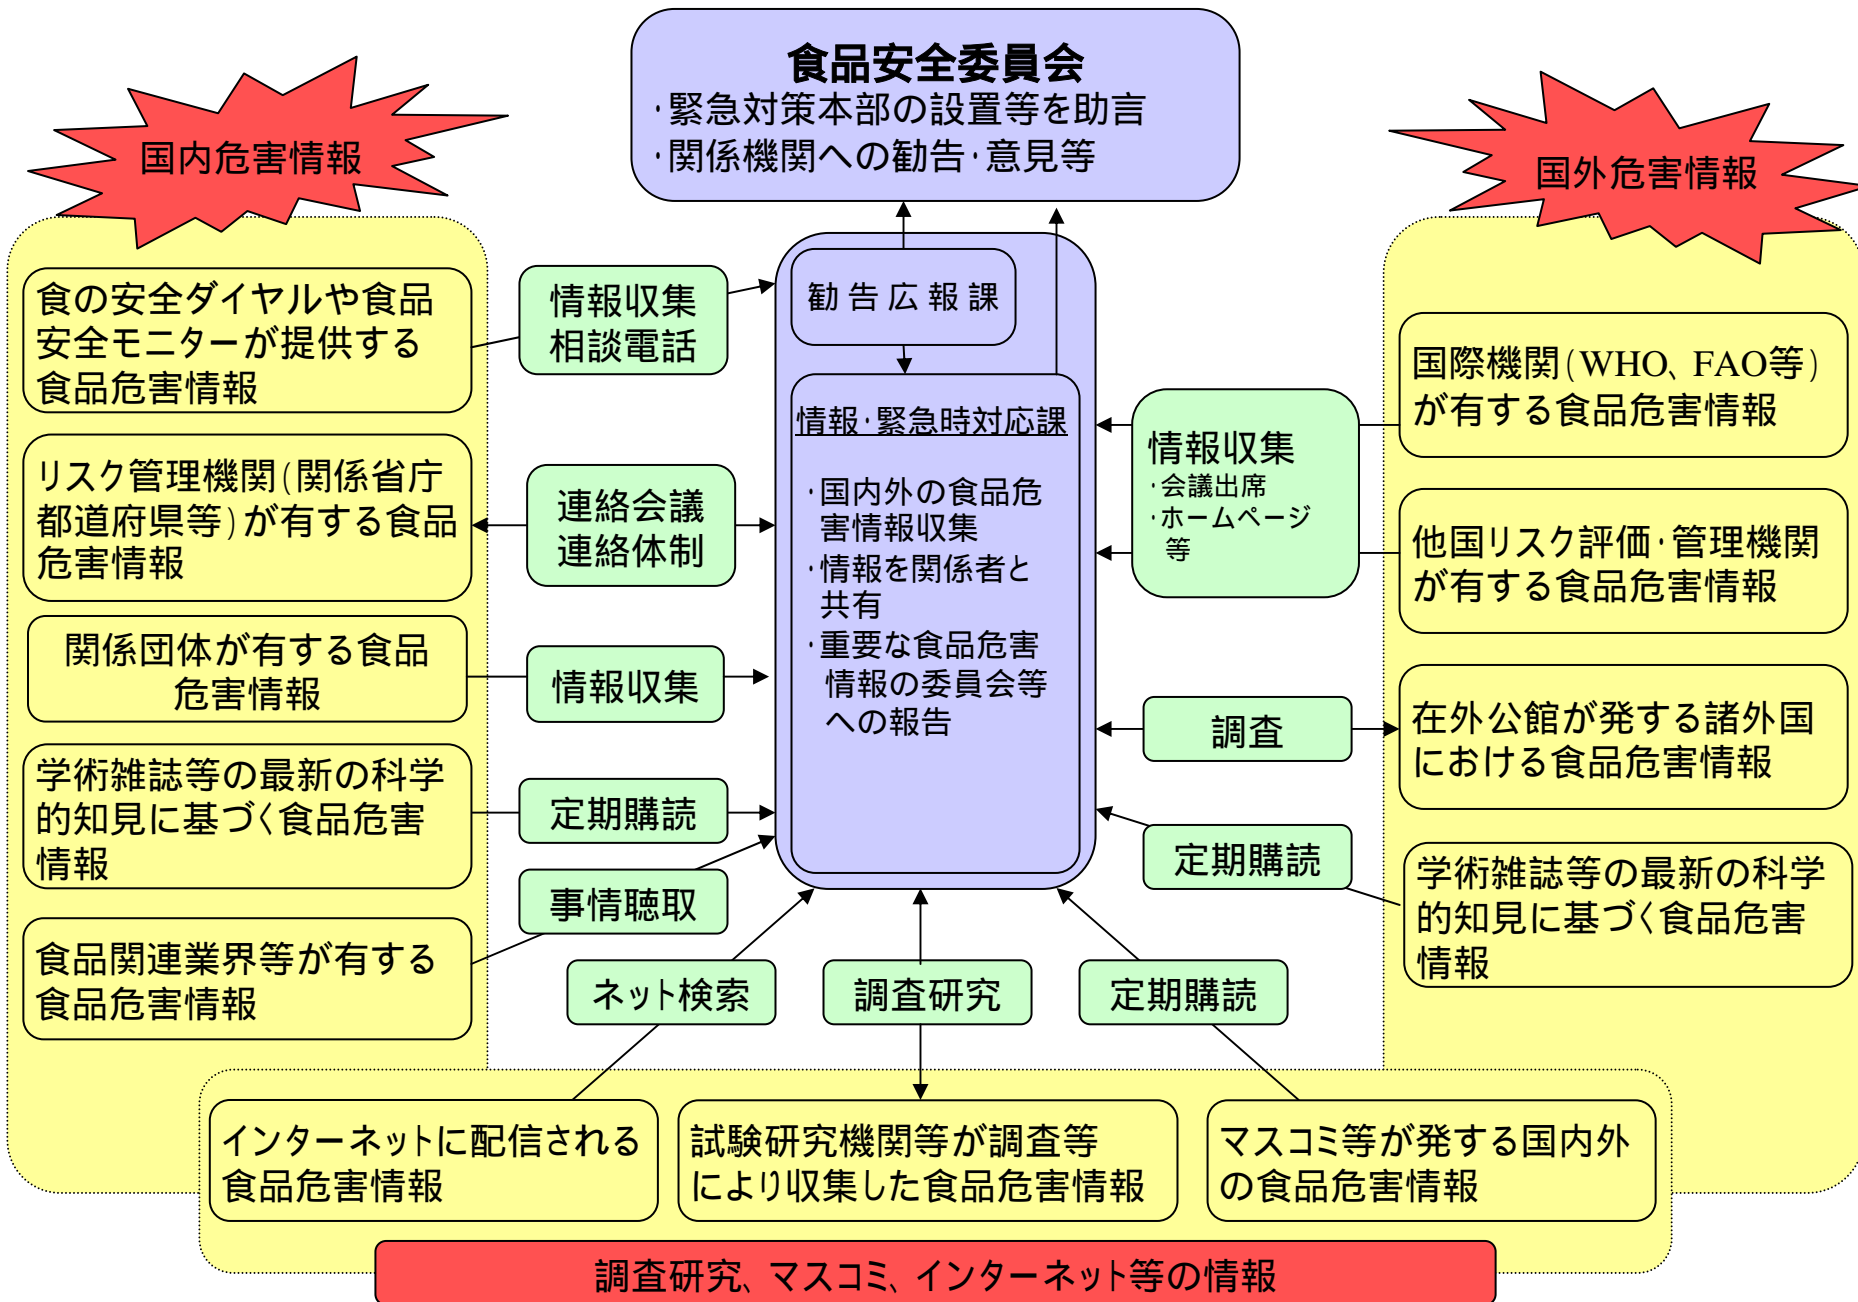 食品安全委員会
・緊急対策本部の設置等を助言
・関係機関への勧告・意見等
国内危害情報
国外危害情報
食の安全ダイヤルや食品
安全モニターが提供する
食品危害情報
リスク管理機関(関係省庁
都道府県等)が有する食品
危害情報
関係団体が有する食品
危害情報
学術雑誌等の最新の科学
的知見に基づく食品危害
情報
食品関連業界等が有する
食品危害情報
情報収集
相談電話
連絡会議
連絡体制
情報収集
定期購読
事情聴取
勧告広報課
情報・緊急時対応課
・国内外の食品危
害情報収集
・情報を関係者と
共有
・重要な食品危害
情報の委員会等
への報告
情報収集
・会議出席
・ホームページ
等
調査
定期購読
国際機関(WHO、FAO等)
が有する食品危害情報
他国リスク評価・管理機関
が有する食品危害情報
在外公館が発する諸外国
における食品危害情報
学術雑誌等の最新の科学
的知見に基づく食品危害
情報
ネット検索
調査研究
定期購読
インターネットに配信される
食品危害情報
試験研究機関等が調査等
により収集した食品危害情報
マスコミ等が発する国内外
の食品危害情報
調査研究、マスコミ、インターネット等の情報